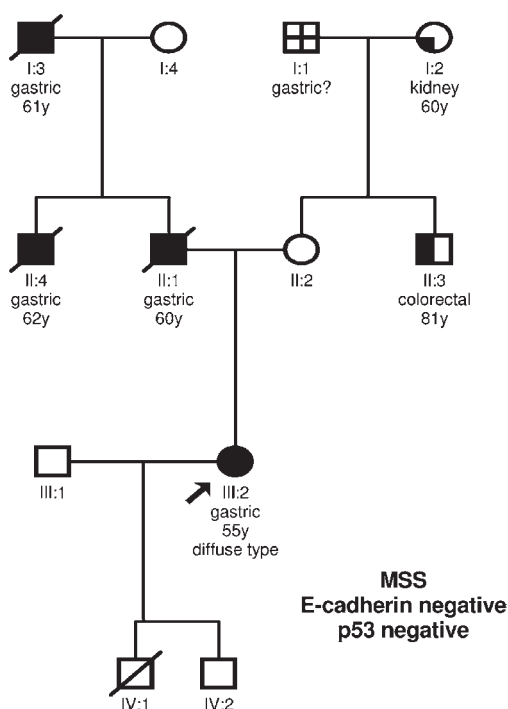 I:3
gastric
61y
I:4
I:1
gastric?
I:2
kidney
60y
II:4
gastric
62y
II:1
gastric
60y
II:2
II:3
colorectal
81y
III:1
III:2
gastric
55y
diffuse type
MSS
E-cadherin negative
p53 negative
IV:1
IV:2